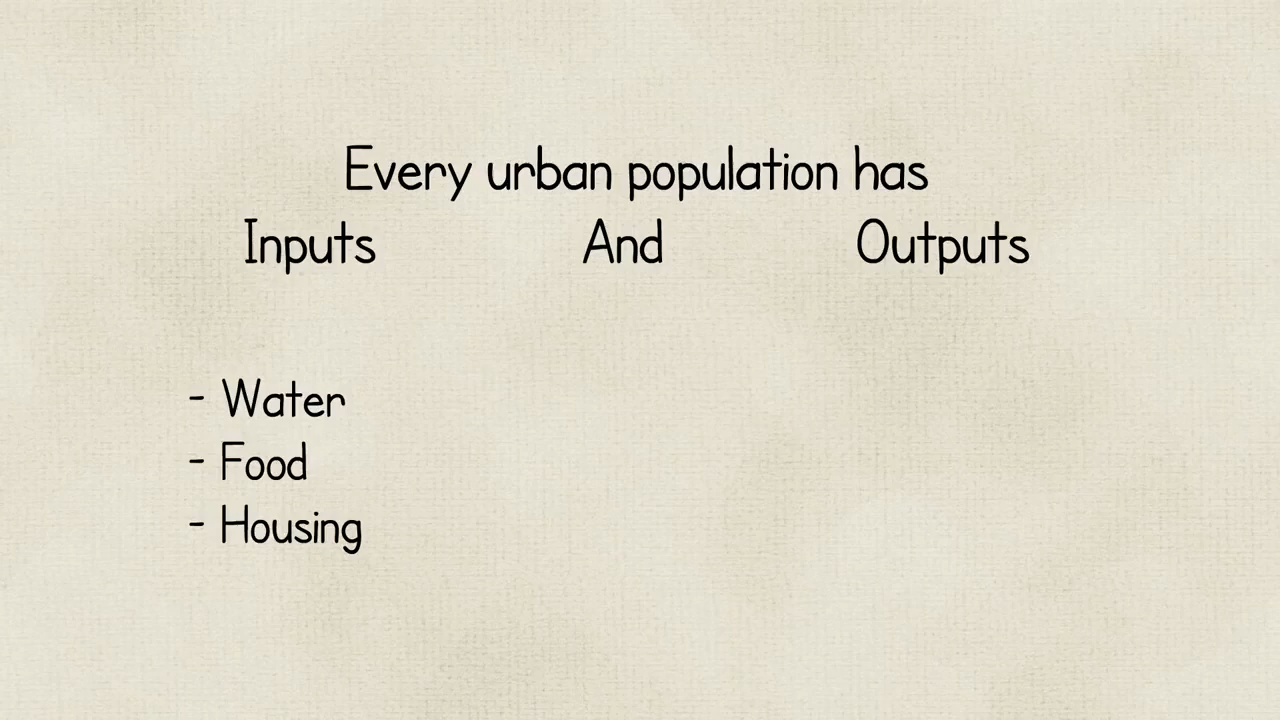 Every urban population has
Inputs And Outputs
- Water
- Food
- Housing